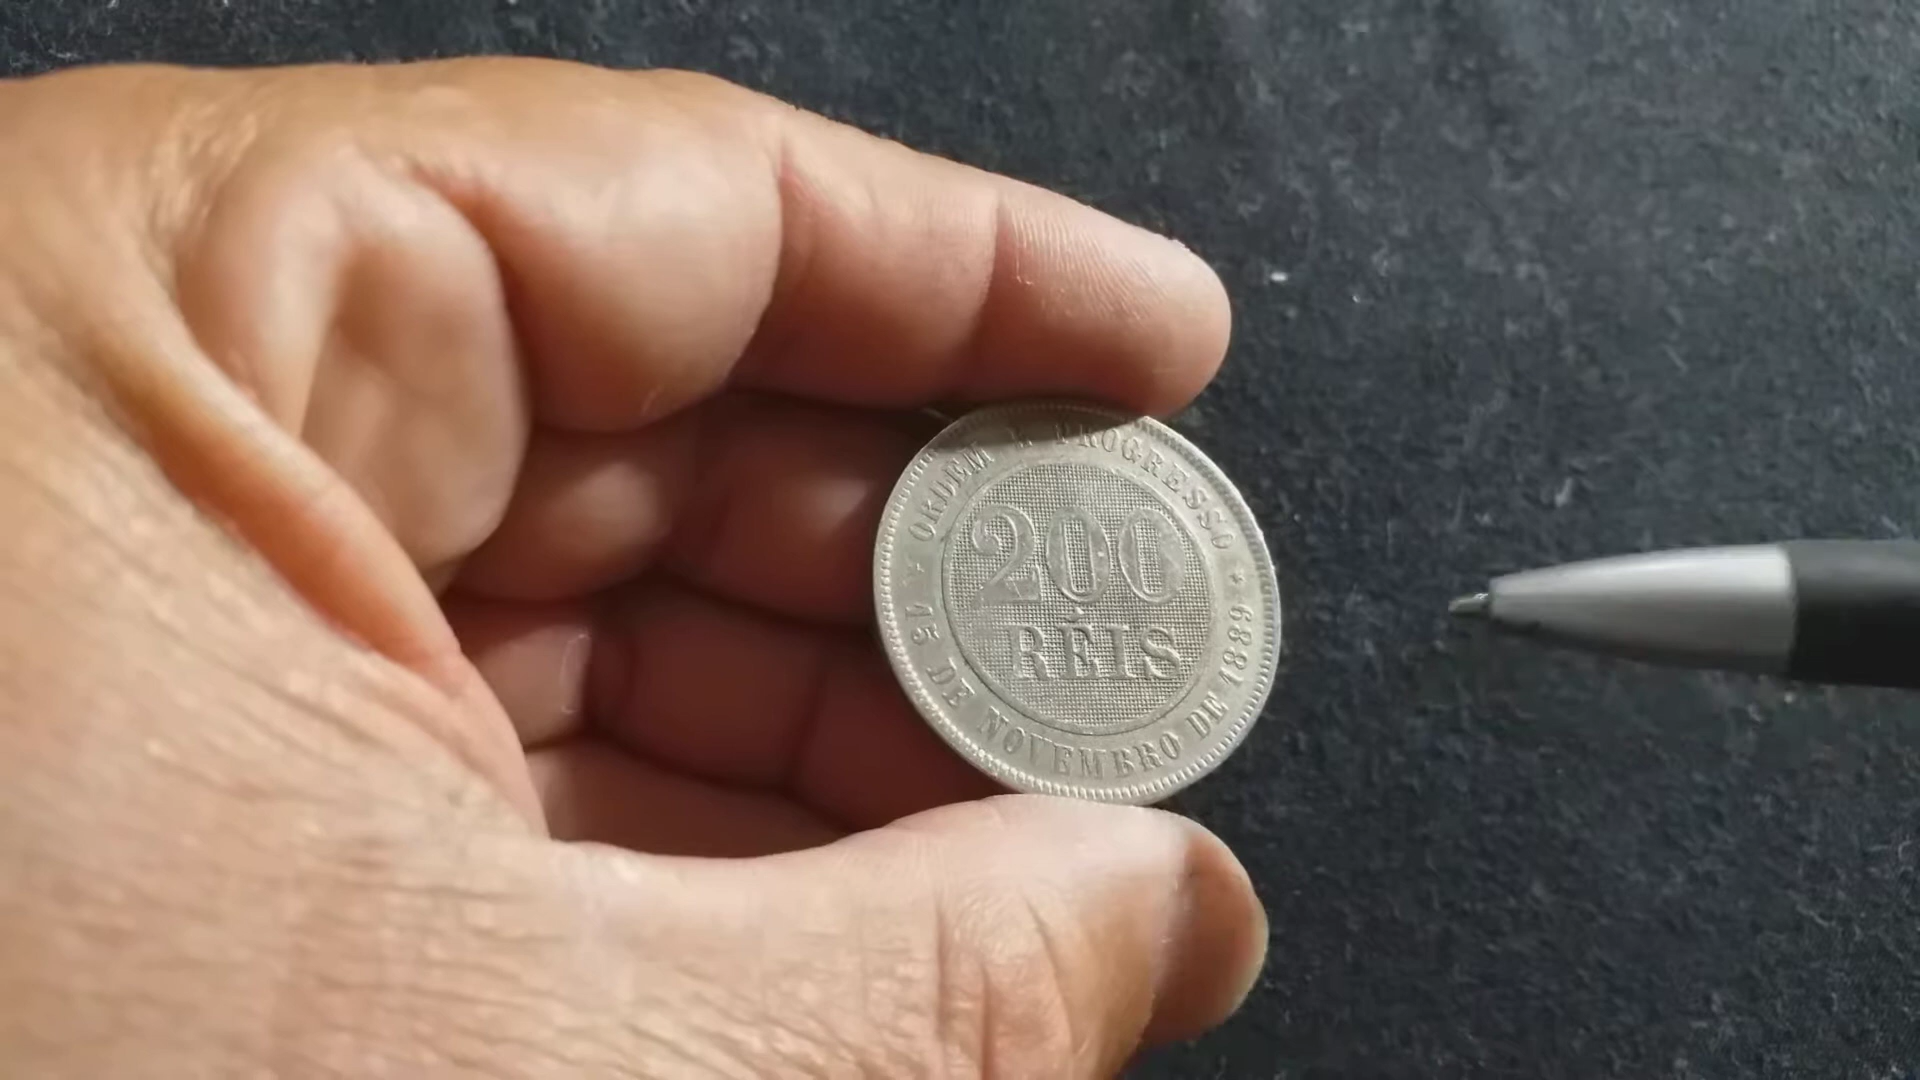 ORDEM E PROGRESSO
200
RÉIS
* 15 DE NOVEMBRO DE 1889 *